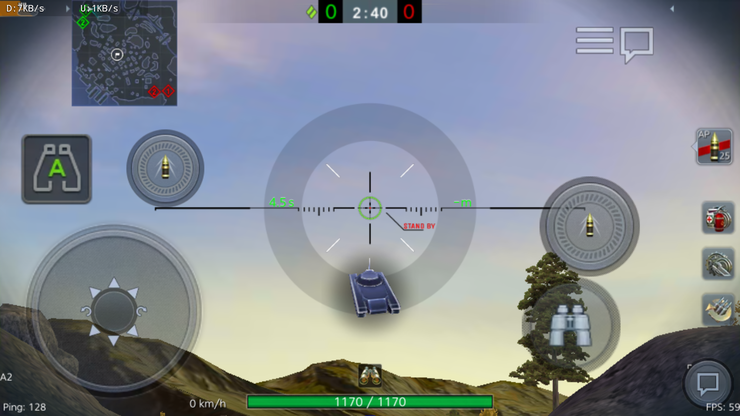 D:7KB/s U:1KB/s
0 2:40 0
AP
25
A
4.5s
--m
STAND BY
A2
Ping: 128
0 km/h
1170 / 1170
FPS: 59